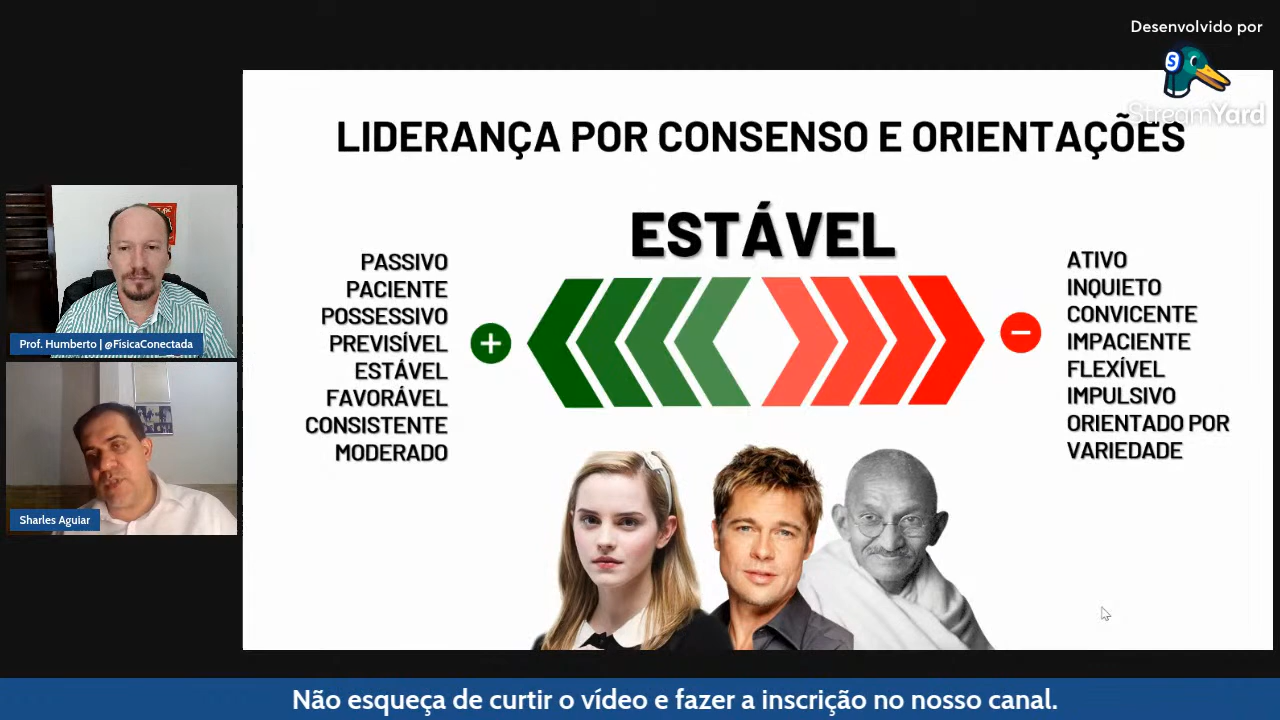 Desenvolvido por
StreamYard
LIDERANÇA POR CONSENSO E ORIENTAÇÕES
ESTÁVEL
PASSIVO
PACIENTE
POSSESSIVO
PREVISÍVEL
ESTÁVEL
FAVORÁVEL
CONSISTENTE
MODERADO
+
−
ATIVO
INQUIETO
CONVICENTE
IMPACIENTE
FLEXÍVEL
IMPULSIVO
ORIENTADO POR
VARIEDADE
Prof. Humberto | @FísicaConectada
Sharles Aguiar
Não esqueça de curtir o vídeo e fazer a inscrição no nosso canal.